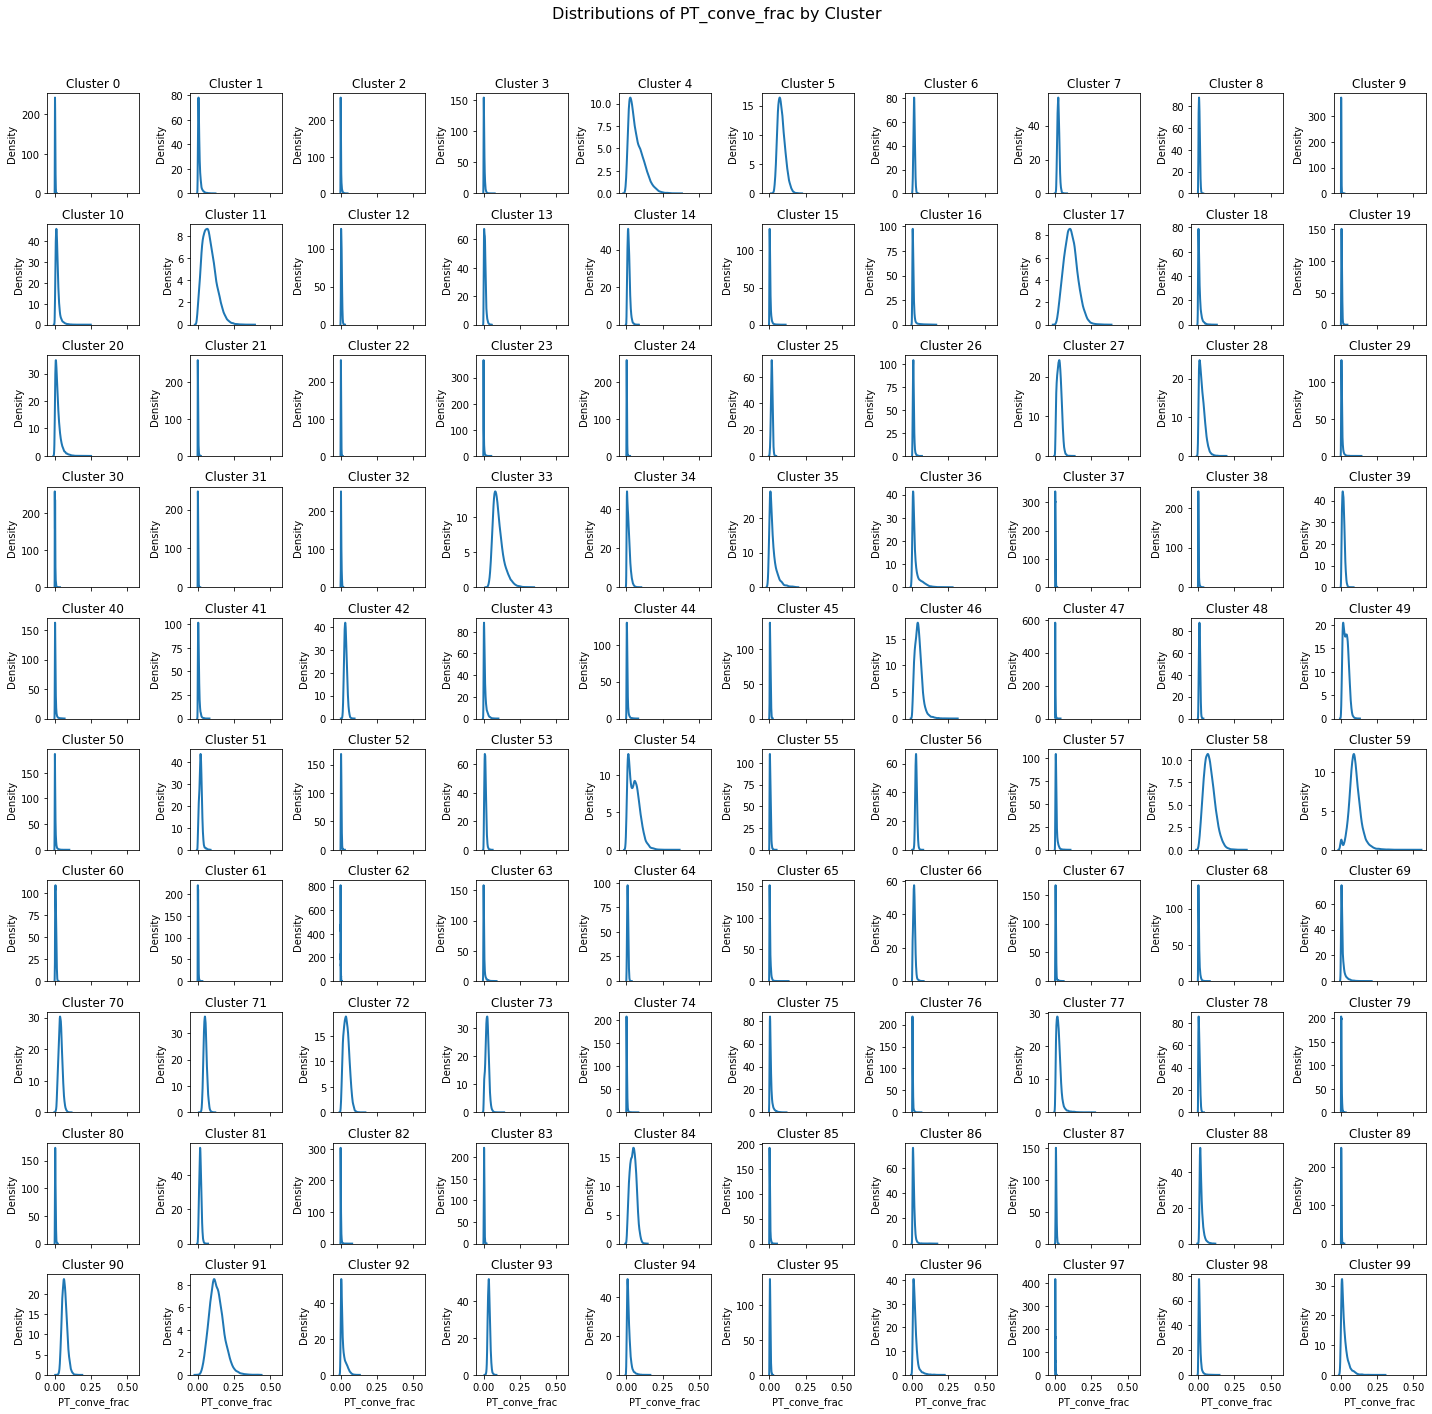 Distributions of PT_conve_frac by Cluster
Cluster 0 Cluster 1 Cluster 2 Cluster 3 Cluster 4 Cluster 5 Cluster 6 Cluster 7 Cluster 8 Cluster 9
Density 200 100 0
Density 80 60 40 20 0
Density 200 100 0
Density 150 100 50 0
Density 10.0 7.5 5.0 2.5 0.0
Density 15 10 5 0
Density 80 60 40 20 0
Density 40 20 0
Density 80 60 40 20 0
Density 300 200 100 0
Cluster 10 Cluster 11 Cluster 12 Cluster 13 Cluster 14 Cluster 15 Cluster 16 Cluster 17 Cluster 18 Cluster 19
Density 40 30 20 10 0
Density 8 6 4 2 0
Density 100 50 0
Density 60 40 20 0
Density 40 20 0
Density 100 50 0
Density 100 75 50 25 0
Density 8 6 4 2 0
Density 80 60 40 20 0
Density 150 100 50 0
Cluster 20 Cluster 21 Cluster 22 Cluster 23 Cluster 24 Cluster 25 Cluster 26 Cluster 27 Cluster 28 Cluster 29
Density 30 20 10 0
Density 200 100 0
Density 200 100 0
Density 300 200 100 0
Density 200 100 0
Density 75 50 25 0
Density 100 75 50 25 0
Density 20 10 0
Density 20 10 0
Density 100 50 0
Cluster 30 Cluster 31 Cluster 32 Cluster 33 Cluster 34 Cluster 35 Cluster 36 Cluster 37 Cluster 38 Cluster 39
Density 200 100 0
Density 200 100 0
Density 200 100 0
Density 10 5 0
Density 40 20 0
Density 20 10 0
Density 40 30 20 10 0
Density 300 200 100 0
Density 200 100 0
Density 40 30 20 10 0
Cluster 40 Cluster 41 Cluster 42 Cluster 43 Cluster 44 Cluster 45 Cluster 46 Cluster 47 Cluster 48 Cluster 49
Density 150 100 50 0
Density 100 75 50 25 0
Density 40 30 20 10 0
Density 80 60 40 20 0
Density 100 50 0
Density 100 50 0
Density 15 10 5 0
Density 600 400 200 0
Density 80 60 40 20 0
Density 20 15 10 5 0
Cluster 50 Cluster 51 Cluster 52 Cluster 53 Cluster 54 Cluster 55 Cluster 56 Cluster 57 Cluster 58 Cluster 59
Density 150 100 50 0
Density 40 30 20 10 0
Density 150 100 50 0
Density 60 40 20 0
Density 10 5 0
Density 100 75 50 25 0
Density 60 40 20 0
Density 100 75 50 25 0
Density 10.0 7.5 5.0 2.5 0.0
Density 10 5 0
Cluster 60 Cluster 61 Cluster 62 Cluster 63 Cluster 64 Cluster 65 Cluster 66 Cluster 67 Cluster 68 Cluster 69
Density 100 75 50 25 0
Density 200 150 100 50 0
Density 800 600 400 200 0
Density 150 100 50 0
Density 100 75 50 25 0
Density 150 100 50 0
Density 60 40 20 0
Density 150 100 50 0
Density 100 50 0
Density 60 40 20 0
Cluster 70 Cluster 71 Cluster 72 Cluster 73 Cluster 74 Cluster 75 Cluster 76 Cluster 77 Cluster 78 Cluster 79
Density 30 20 10 0
Density 30 20 10 0
Density 15 10 5 0
Density 30 20 10 0
Density 200 150 100 50 0
Density 80 60 40 20 0
Density 200 150 100 50 0
Density 30 20 10 0
Density 80 60 40 20 0
Density 200 150 100 50 0
Cluster 80 Cluster 81 Cluster 82 Cluster 83 Cluster 84 Cluster 85 Cluster 86 Cluster 87 Cluster 88 Cluster 89
Density 150 100 50 0
Density 40 20 0
Density 300 200 100 0
Density 200 150 100 50 0
Density 15 10 5 0
Density 200 150 100 50 0
Density 60 40 20 0
Density 150 100 50 0
Density 40 20 0
Density 200 100 0
Cluster 90 Cluster 91 Cluster 92 Cluster 93 Cluster 94 Cluster 95 Cluster 96 Cluster 97 Cluster 98 Cluster 99
Density 20 15 10 5 0
Density 8 6 4 2 0
Density 40 20 0
Density 40 20 0
Density 40 20 0
Density 100 50 0
Density 40 30 20 10 0
Density 400 300 200 100 0
Density 80 60 40 20 0
Density 30 20 10 0
0.00 0.25 0.50 0.00 0.25 0.50 0.00 0.25 0.50 0.00 0.25 0.50 0.00 0.25 0.50 0.00 0.25 0.50 0.00 0.25 0.50 0.00 0.25 0.50 0.00 0.25 0.50 0.00 0.25 0.50
PT_conve_frac PT_conve_frac PT_conve_frac PT_conve_frac PT_conve_frac PT_conve_frac PT_conve_frac PT_conve_frac PT_conve_frac PT_conve_frac